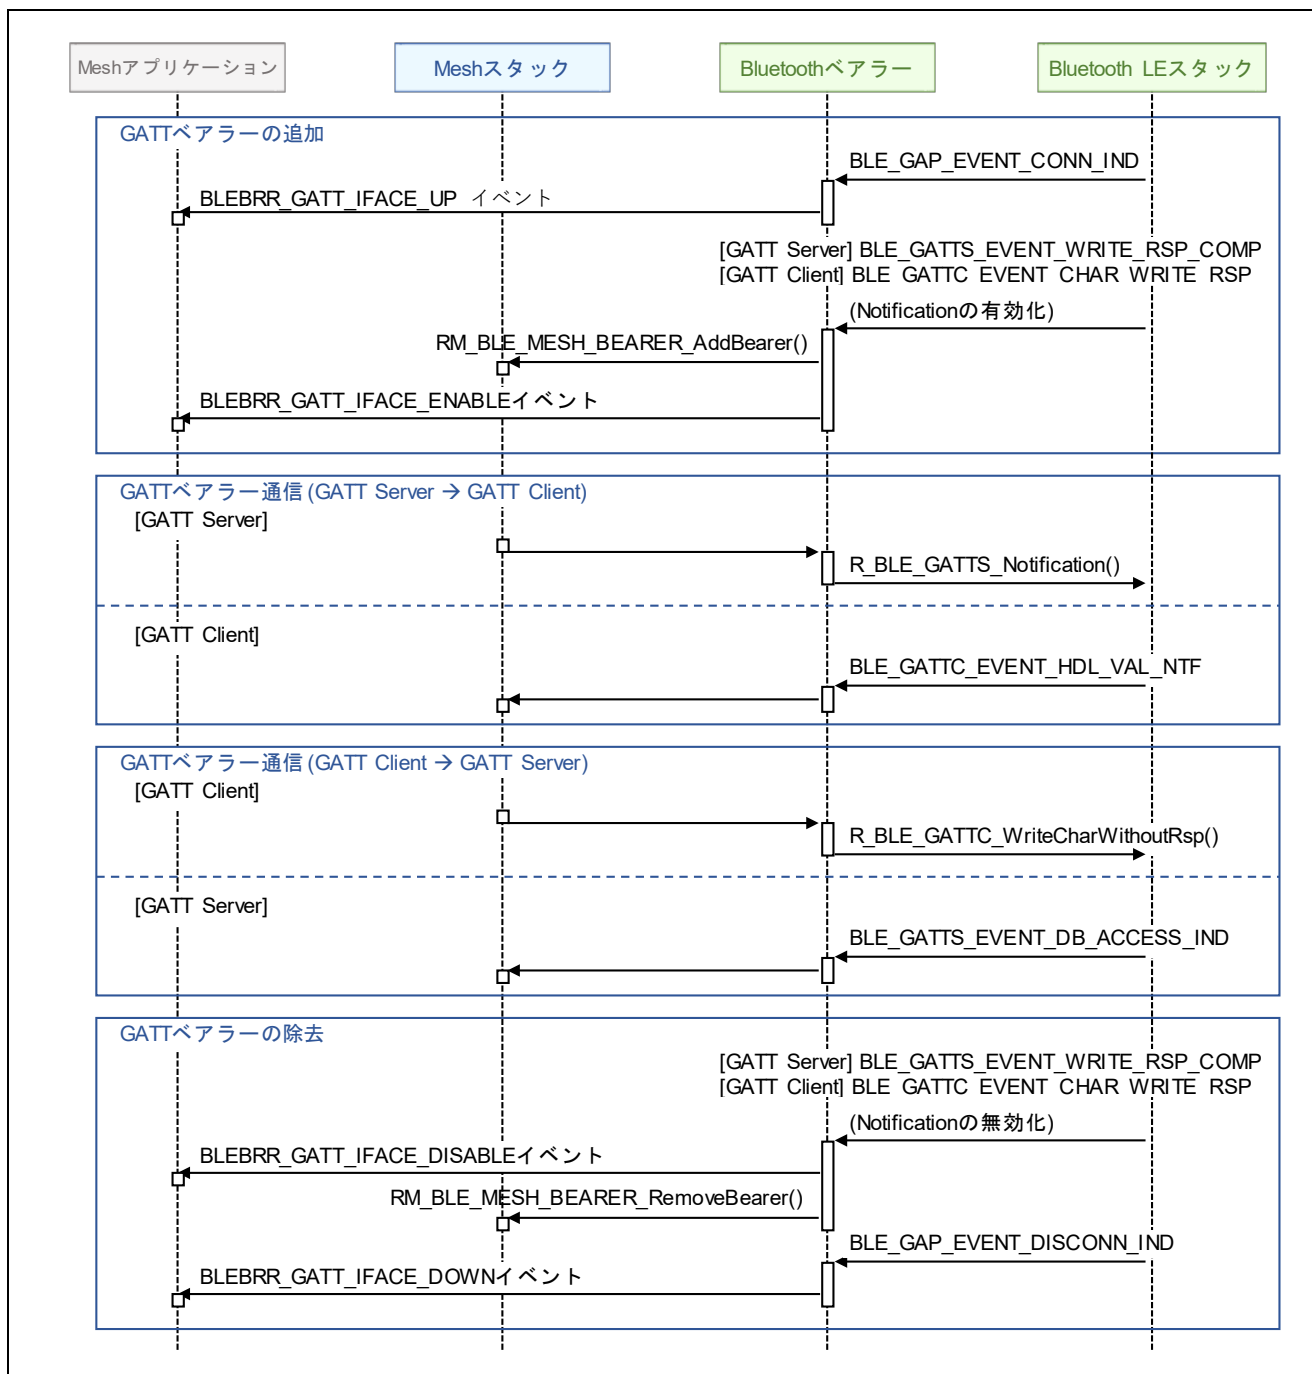 Meshアプリケーション
Meshスタック
Bluetoothベアラー
Bluetooth LEスタック
GATTベアラーの追加
BLE_GAP_EVENT_CONN_IND
BLEBRR_GATT_IFACE_UP イベント
[GATT Server] BLE_GATTS_EVENT_WRITE_RSP_COMP
[GATT Client] BLE_GATTC_EVENT_CHAR_WRITE_RSP
(Notificationの有効化)
RM_BLE_MESH_BEARER_AddBearer()
BLEBRR_GATT_IFACE_ENABLEイベント
GATTベアラー通信 (GATT Server → GATT Client)
[GATT Server]
R_BLE_GATTS_Notification()
[GATT Client]
BLE_GATTC_EVENT_HDL_VAL_NTF
GATTベアラー通信 (GATT Client → GATT Server)
[GATT Client]
R_BLE_GATTC_WriteCharWithoutRsp()
[GATT Server]
BLE_GATTS_EVENT_DB_ACCESS_IND
GATTベアラーの除去
[GATT Server] BLE_GATTS_EVENT_WRITE_RSP_COMP
[GATT Client] BLE_GATTC_EVENT_CHAR_WRITE_RSP
(Notificationの無効化)
BLEBRR_GATT_IFACE_DISABLEイベント
RM_BLE_MESH_BEARER_RemoveBearer()
BLE_GAP_EVENT_DISCONN_IND
BLEBRR_GATT_IFACE_DOWNイベント